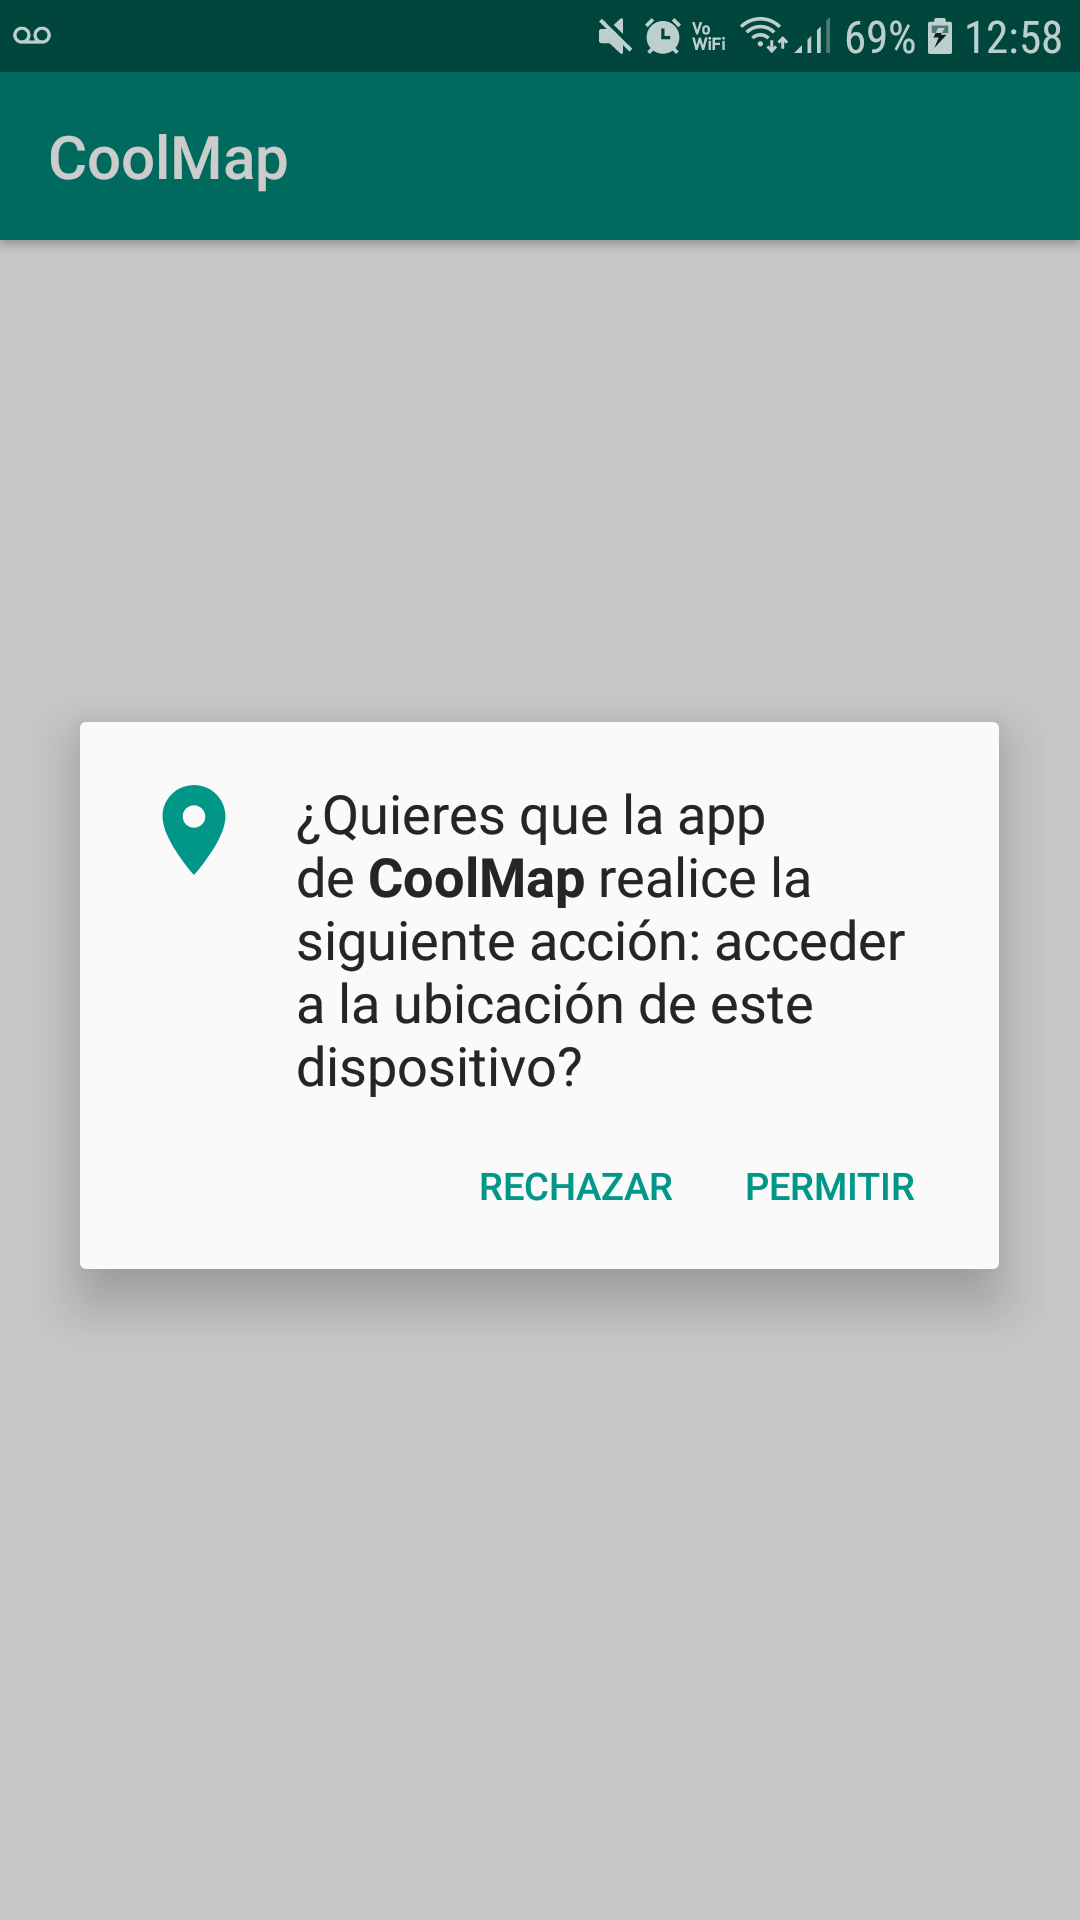 Vo
WiFi
69%
12:58
CoolMap
¿Quieres que la app
de CoolMap realice la
siguiente acción: acceder
a la ubicación de este
dispositivo?
RECHAZAR
PERMITIR